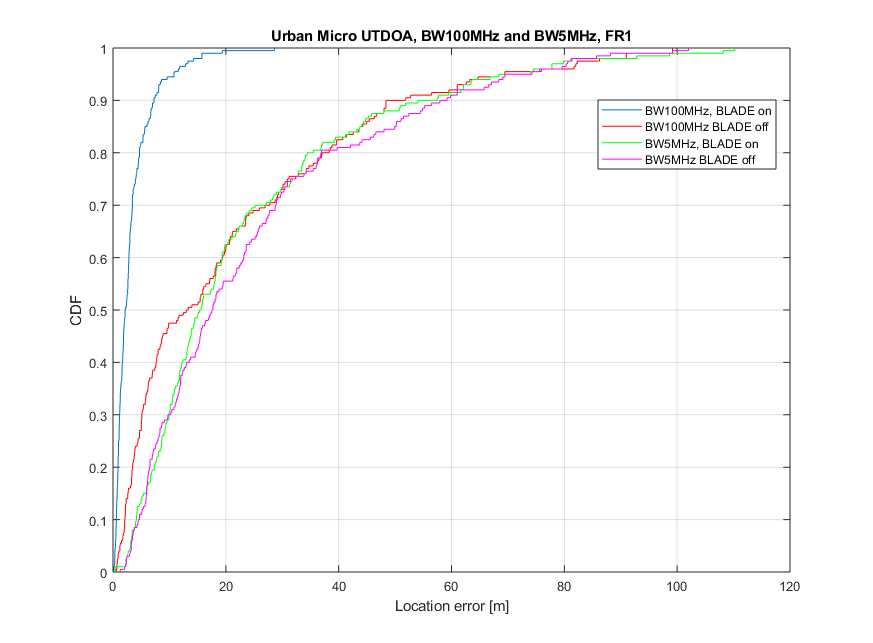 Urban Micro UTDOA, BW100MHz and BW5MHz, FR1
1
0.9
0.8
0.7
0.6
0.5
0.4
0.3
0.2
0.1
0
CDF
BW100MHz, BLADE on
BW100MHz BLADE off
BW5MHz, BLADE on
BW5MHz BLADE off
0 20 40 60 80 100 120
Location error [m]